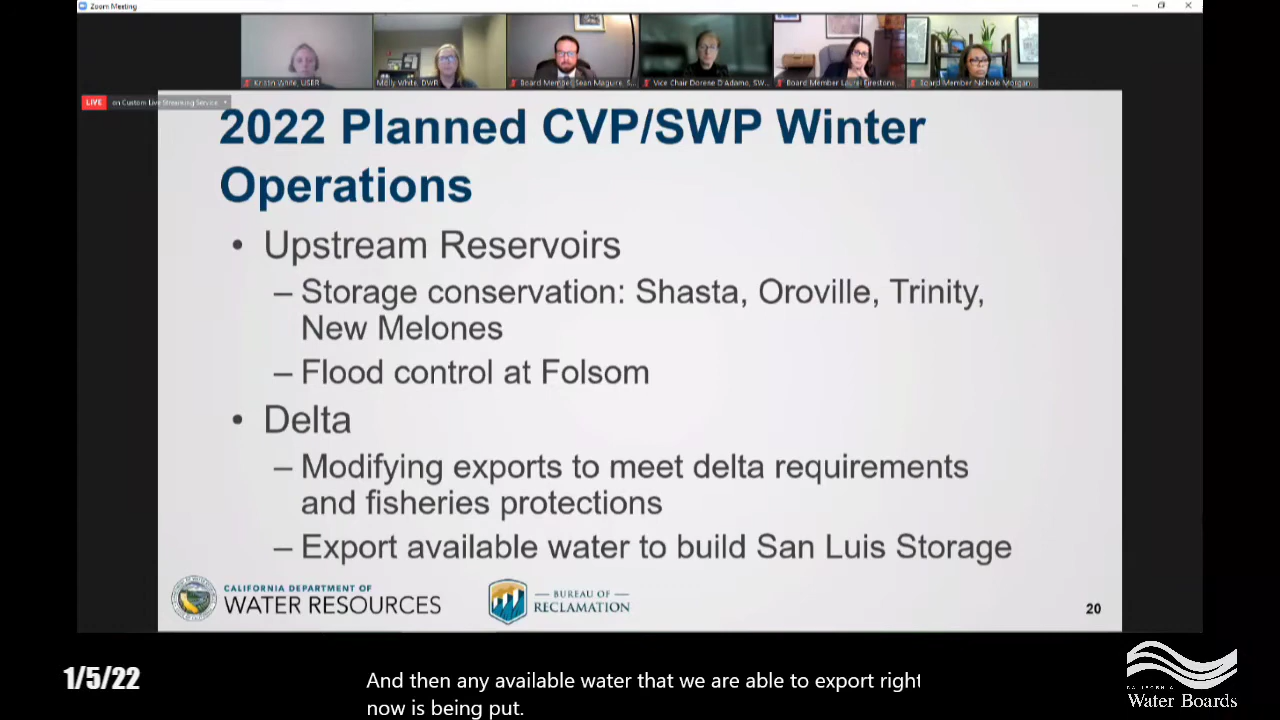 Zoom Meeting
Kristin White, USBR
Molly White, DWR
Board Member Sean Maguire, S...
Vice Chair Dorene D'Adamo, SW...
Board Member Laurel Firestone,
Board Member Nichole Morgan
LIVE on Custom Live Streaming Service
2022 Planned CVP/SWP Winter
Operations
• Upstream Reservoirs
– Storage conservation: Shasta, Oroville, Trinity,
New Melones
– Flood control at Folsom
• Delta
– Modifying exports to meet delta requirements
and fisheries protections
– Export available water to build San Luis Storage
CALIFORNIA DEPARTMENT OF
WATER RESOURCES
BUREAU OF
RECLAMATION
20
1/5/22
And then any available water that we are able to export right
now is being put.
CALIFORNIA
Water Boards